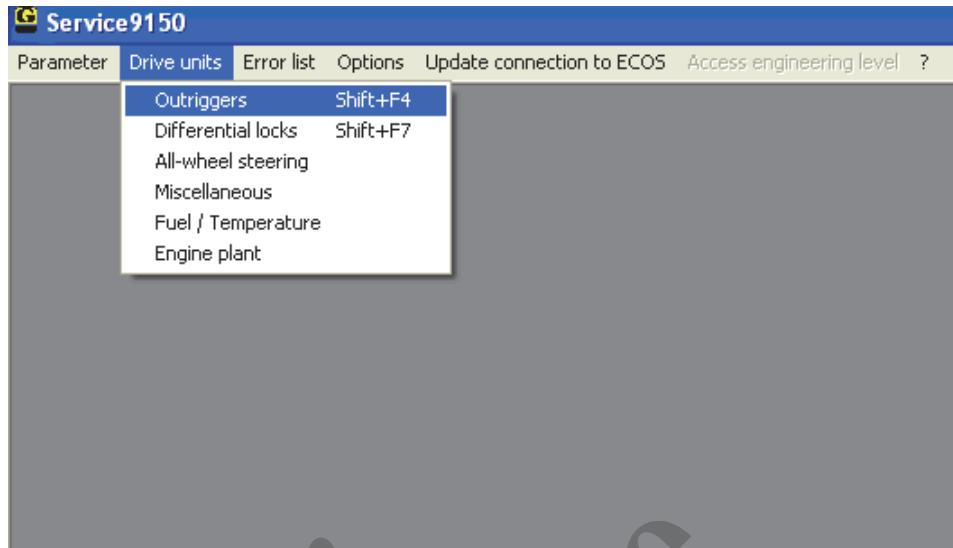 G Service9150
Parameter Drive units Error list Options Update connection to ECOS Access engineering level ?
Outriggers Shift+F4
Differential locks Shift+F7
All-wheel steering
Miscellaneous
Fuel / Temperature
Engine plant